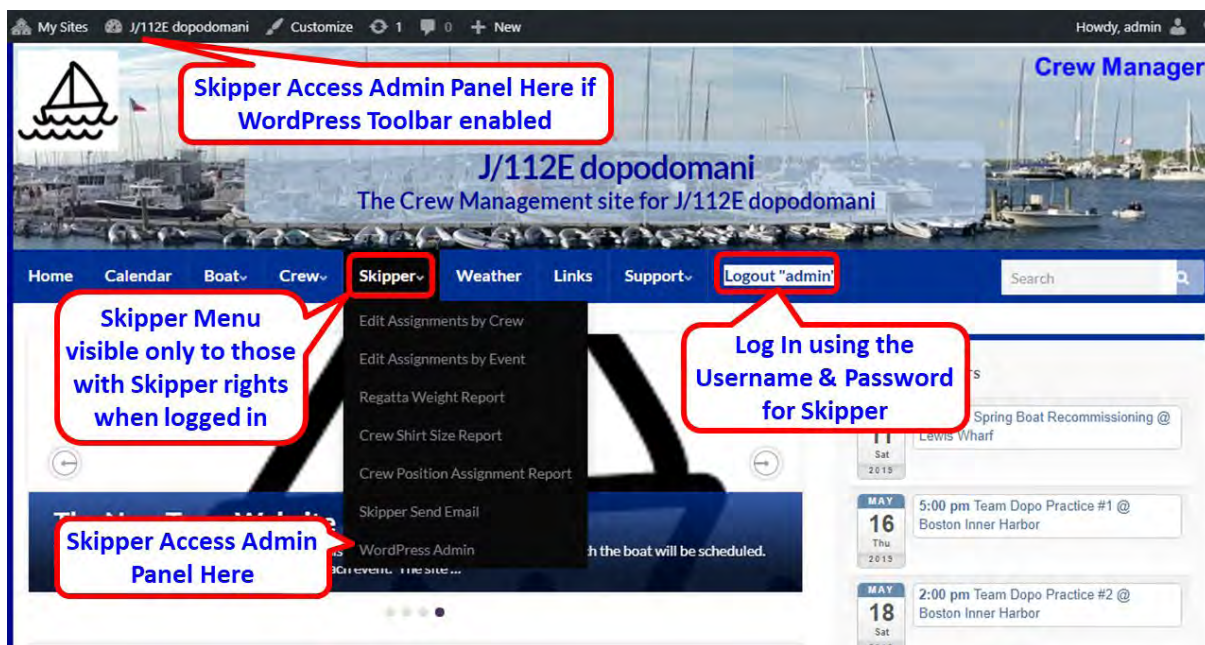 My Sites J/112E dopodomani Customize 1 0 New Howdy, admin
Crew Manager
Skipper Access Admin Panel Here if
WordPress Toolbar enabled
J/112E dopodomani
The Crew Management site for J/112E dopodomani
Home Calendar Boat Crew Skipper Weather Links Support Logout "admin" Search
Skipper Menu
visible only to those
with Skipper rights
when logged in
Edit Assignments by Crew
Edit Assignments by Event
Regatta Weight Report
Crew Shirt Size Report
Crew Position Assignment Report
Skipper Send Email
WordPress Admin
Log In using the
Username & Password
for Skipper
Skipper Access Admin
Panel Here
the boat will be scheduled.
event. The site ...
11
Sat
2019
Spring Boat Recommissioning @
Lewis Wharf
MAY
16
Thu
2019
5:00 pm Team Dopo Practice #1 @
Boston Inner Harbor
MAY
18
Sat
2:00 pm Team Dopo Practice #2 @
Boston Inner Harbor